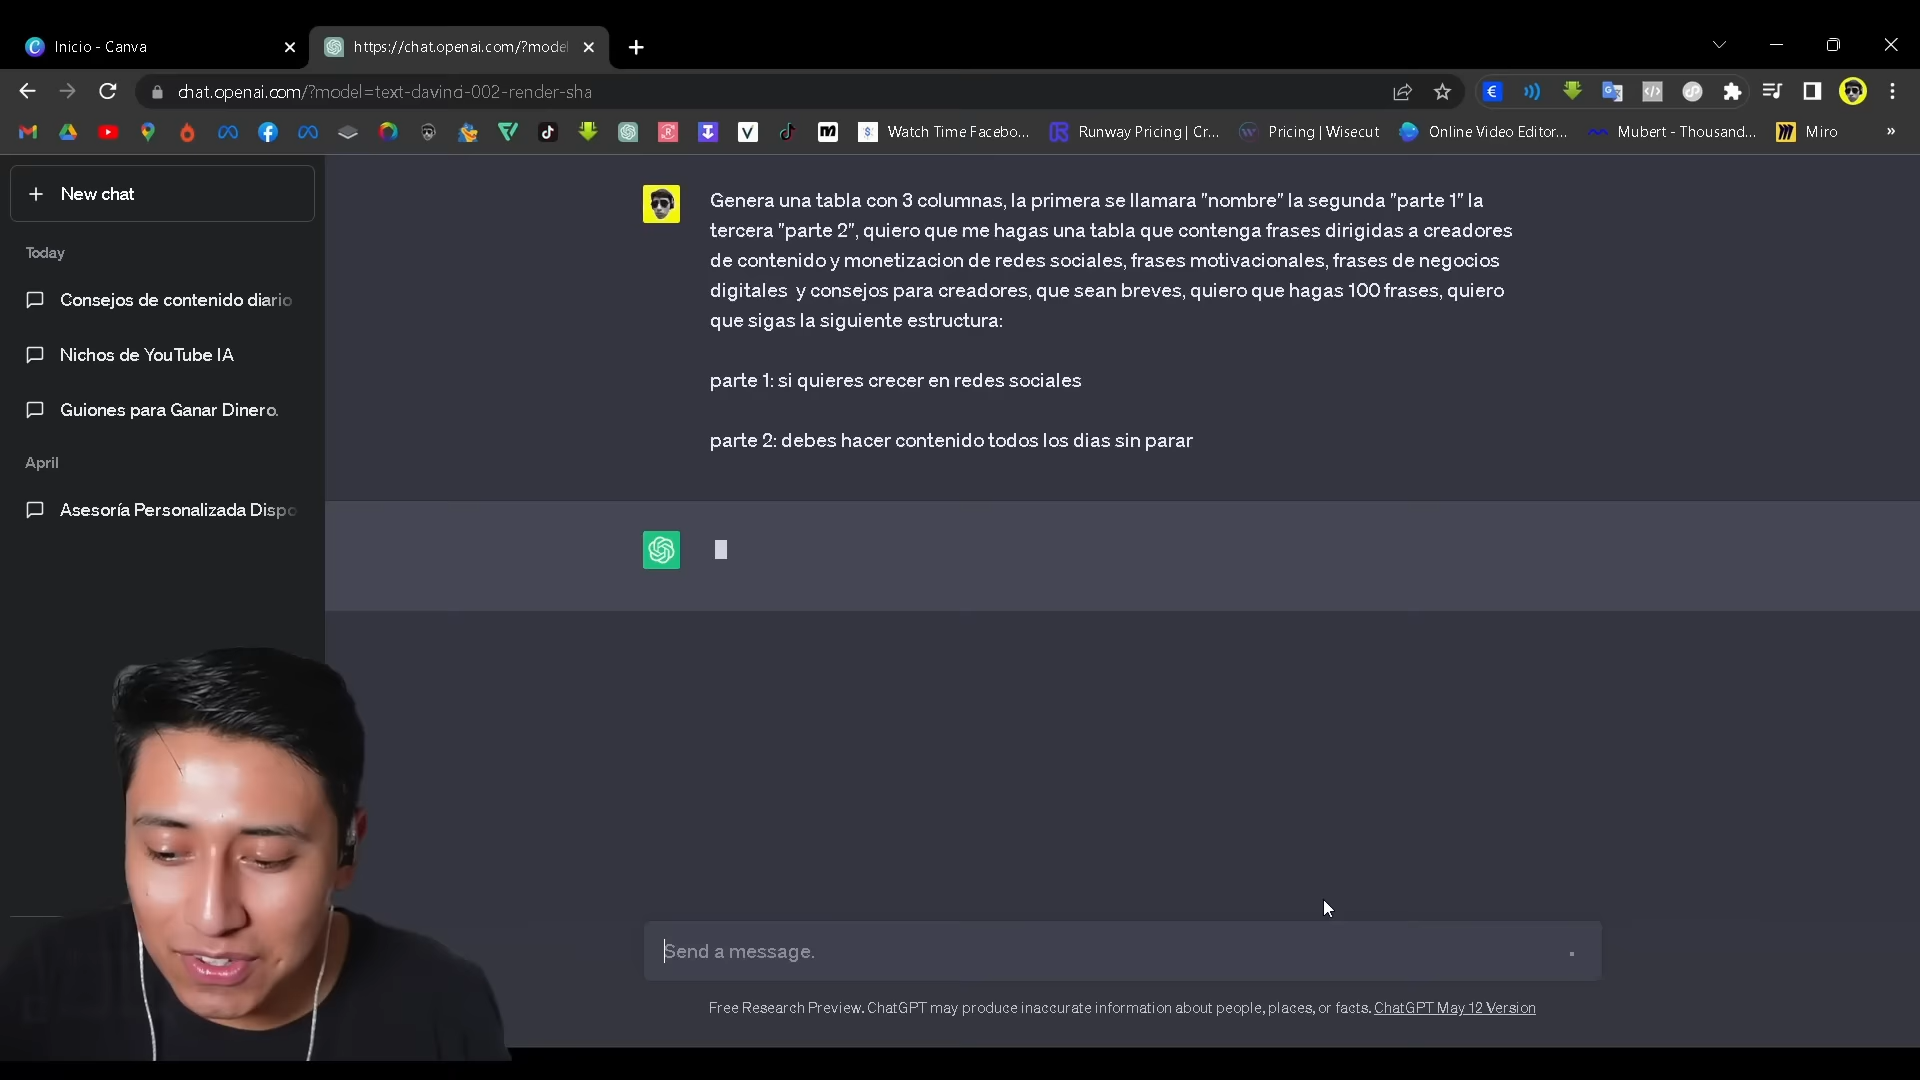 Inicio - Canva
https://chat.openai.com/?model
chat.openai.com/?model=text-davinci-002-render-sha
Watch Time Facebo...
Runway Pricing | Cr...
Pricing | Wisecut
Online Video Editor...
Mubert - Thousand...
Miro
New chat
Today
Consejos de contenido diario
Nichos de YouTube IA
Guiones para Ganar Dinero.
April
Asesoría Personalizada Dispo
Genera una tabla con 3 columnas, la primera se llamara "nombre" la segunda "parte 1" la
tercera "parte 2", quiero que me hagas una tabla que contenga frases dirigidas a creadores
de contenido y monetizacion de redes sociales, frases motivacionales, frases de negocios
digitales  y consejos para creadores, que sean breves, quiero que hagas 100 frases, quiero
que sigas la siguiente estructura:
parte 1: si quieres crecer en redes sociales
parte 2: debes hacer contenido todos los dias sin parar
Send a message.
Free Research Preview. ChatGPT may produce inaccurate information about people, places, or facts. ChatGPT May 12 Version